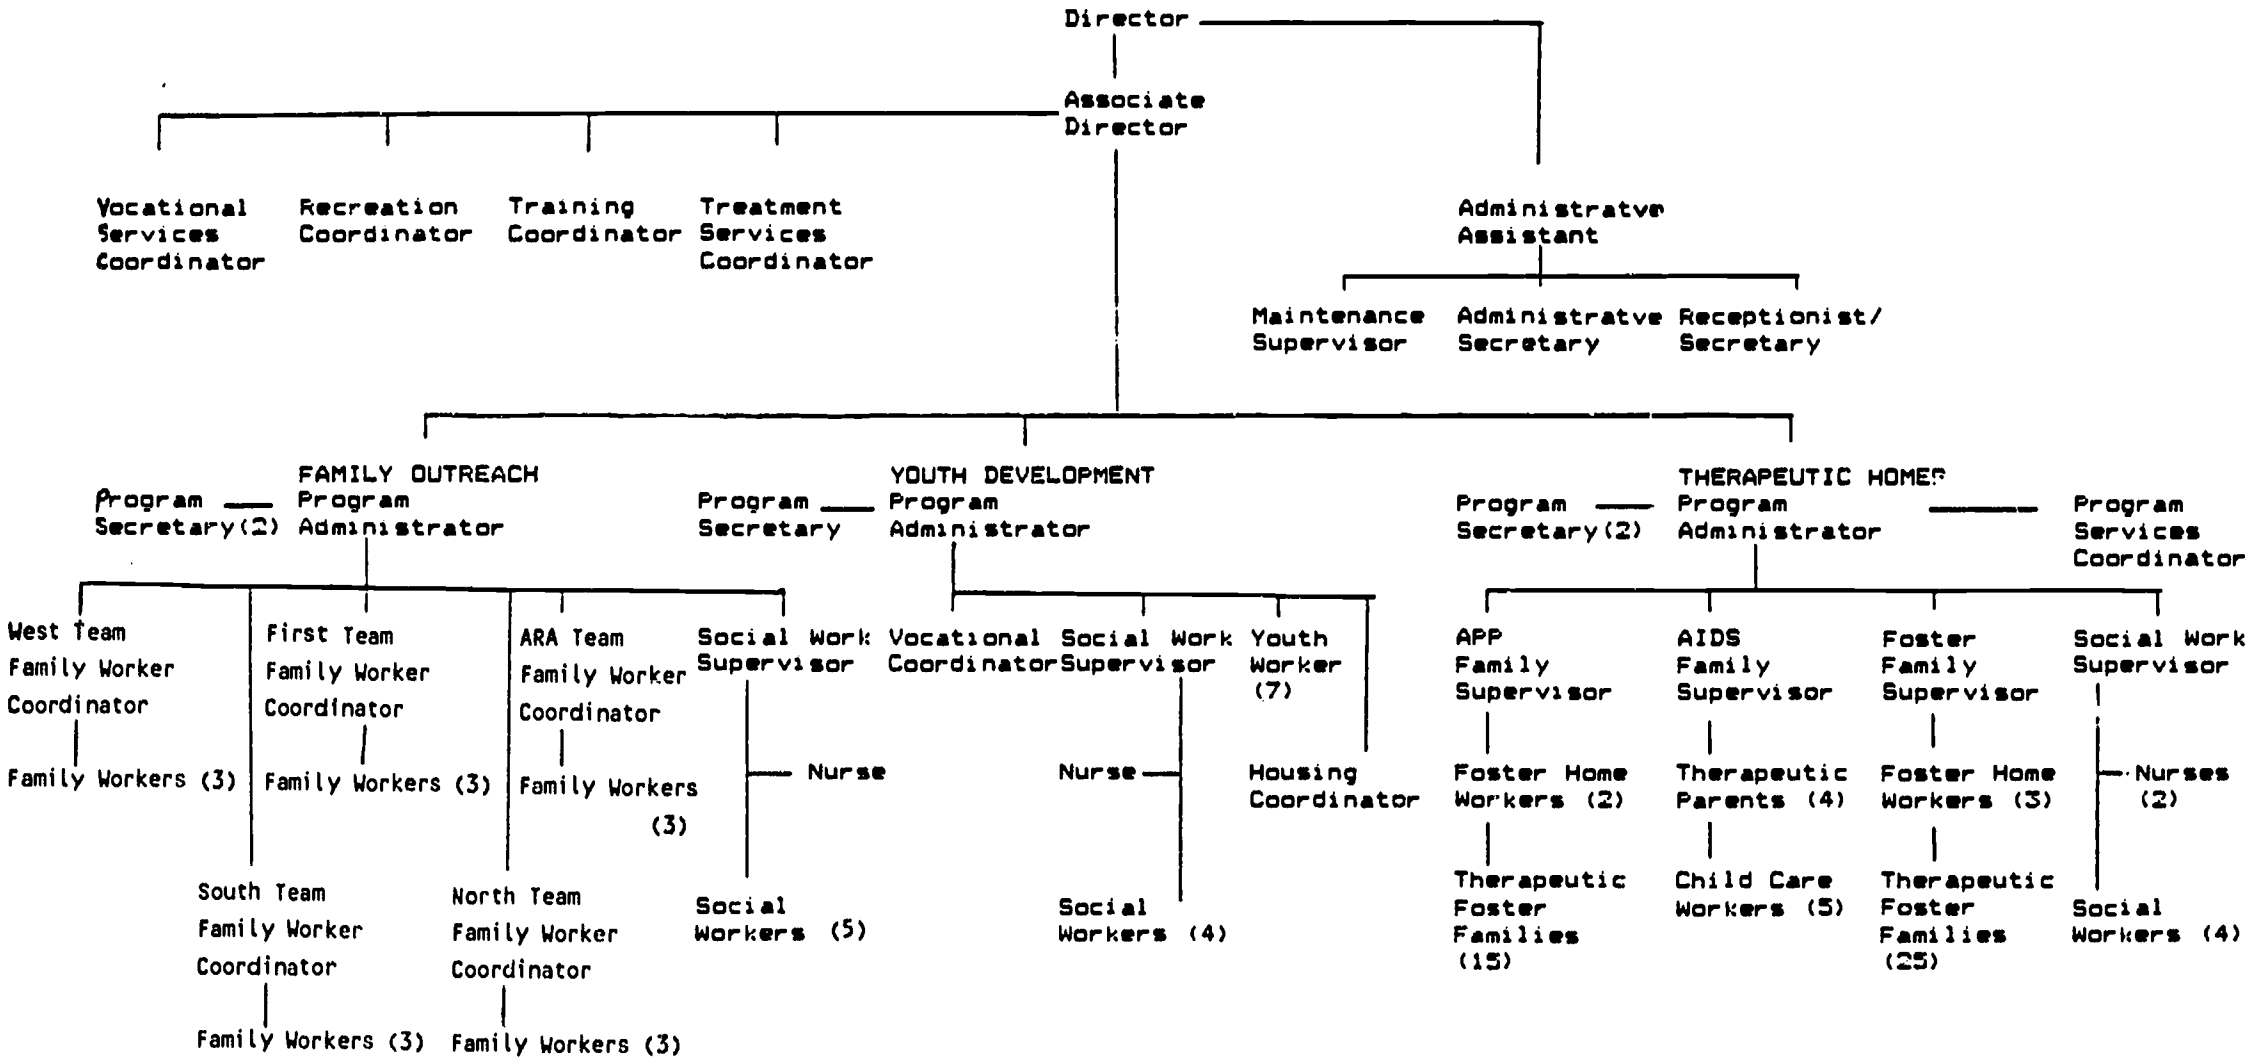 Director
Associate
Director
Vocational
Services
Coordinator
Recreation
Coordinator
Training
Coordinator
Treatment
Services
Coordinator
Administratve
Assistant
Maintenance
Supervisor
Administratve
Secretary
Receptionist/
Secretary
Program
Secretary(2)
FAMILY OUTREACH
Program
Administrator
Program
Secretary
YOUTH DEVELOPMENT
Program
Administrator
Program
Secretary(2)
THERAPEUTIC HOMES
Program
Administrator
Program
Services
Coordinator
West Team
Family Worker
Coordinator
Family Workers (3)
First Team
Family Worker
Coordinator
Family Workers (3)
ARA Team
Family Worker
Coordinator
Family Workers
(3)
South Team
Family Worker
Coordinator
Family Workers (3)
North Team
Family Worker
Coordinator
Family Workers (3)
Social Work
Supervisor
Nurse
Social
Workers (5)
Vocational
Coordinator
Social Work
Supervisor
Nurse
Social
Workers (4)
Youth
Worker
(7)
Housing
Coordinator
APP
Family
Supervisor
Foster Home
Workers (2)
Therapeutic
Foster
Families
(15)
AIDS
Family
Supervisor
Therapeutic
Parents (4)
Child Care
Workers (5)
Foster
Family
Supervisor
Foster Home
Workers (3)
Therapeutic
Foster
Families
(25)
Social Work
Supervisor
Nurses
(2)
Social
Workers (4)